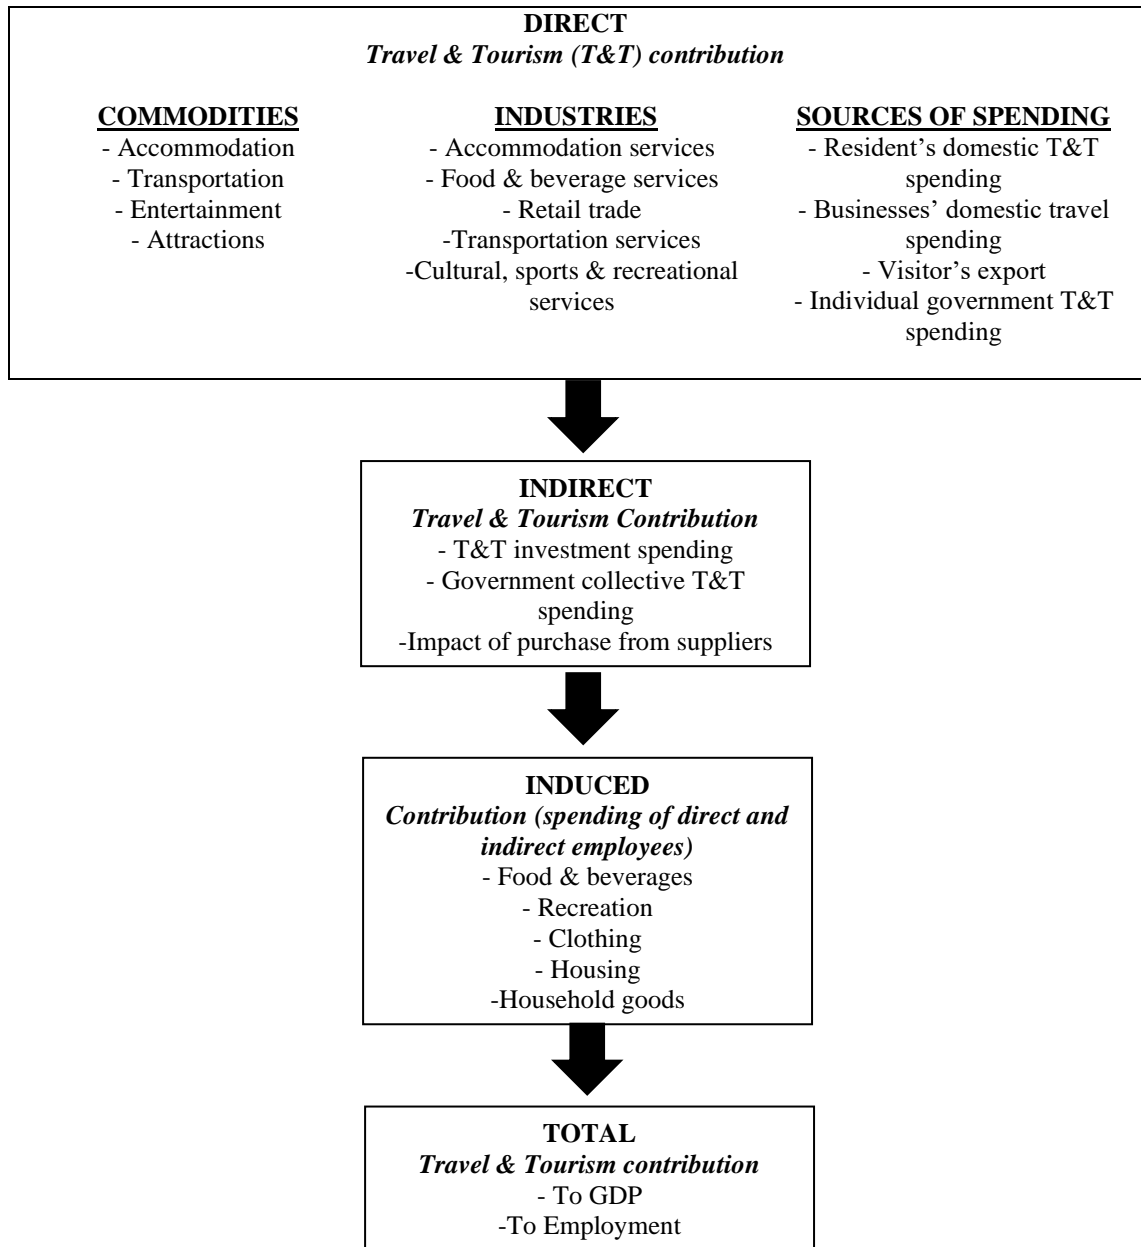 DIRECT
Travel & Tourism (T&T) contribution
COMMODITIES
- Accommodation
- Transportation
- Entertainment
- Attractions
INDUSTRIES
- Accommodation services
- Food & beverage services
- Retail trade
-Transportation services
-Cultural, sports & recreational
services
SOURCES OF SPENDING
- Resident’s domestic T&T
spending
- Businesses’ domestic travel
spending
- Visitor’s export
- Individual government T&T
spending
INDIRECT
Travel & Tourism Contribution
- T&T investment spending
- Government collective T&T
spending
-Impact of purchase from suppliers
INDUCED
Contribution (spending of direct and
indirect employees)
- Food & beverages
- Recreation
- Clothing
- Housing
-Household goods
TOTAL
Travel & Tourism contribution
- To GDP
-To Employment